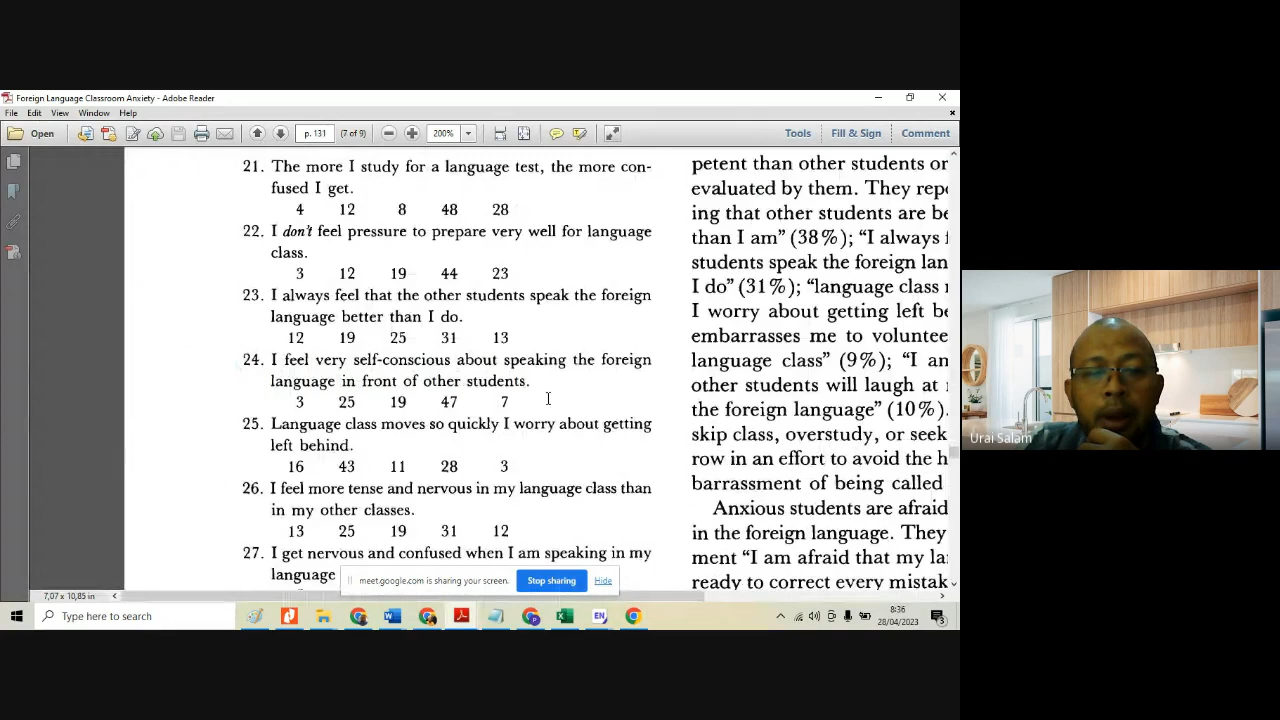 Foreign Language Classroom Anxiety - Adobe Reader
File Edit View Window Help
Open p. 131 (7 of 9) 200% Tools Fill & Sign Comment
21. The more I study for a language test, the more con-
fused I get.
4 12 8 48 28
22. I don't feel pressure to prepare very well for language
class.
3 12 19 44 23
23. I always feel that the other students speak the foreign
language better than I do.
12 19 25 31 13
24. I feel very self-conscious about speaking the foreign
language in front of other students.
3 25 19 47 7
25. Language class moves so quickly I worry about getting
left behind.
16 43 11 28 3
26. I feel more tense and nervous in my language class than
in my other classes.
13 25 19 31 12
27. I get nervous and confused when I am speaking in my
language
petent than other students or
evaluated by them. They repo
ing that other students are be
than I am" (38%); "I always f
students speak the foreign lan
I do" (31%); "language class
I worry about getting left be
embarrasses me to voluntee
language class" (9%); "I am
other students will laugh at
the foreign language" (10%).
skip class, overstudy, or seek
row in an effort to avoid the h
barrassment of being called
Anxious students are afraid
in the foreign language. They
ment "I am afraid that my la
ready to correct every mistak
meet.google.com is sharing your screen. Stop sharing Hide
7,07 x 10,85 in
Type here to search
EN
8:36
28/04/2023
3
Urai Salam